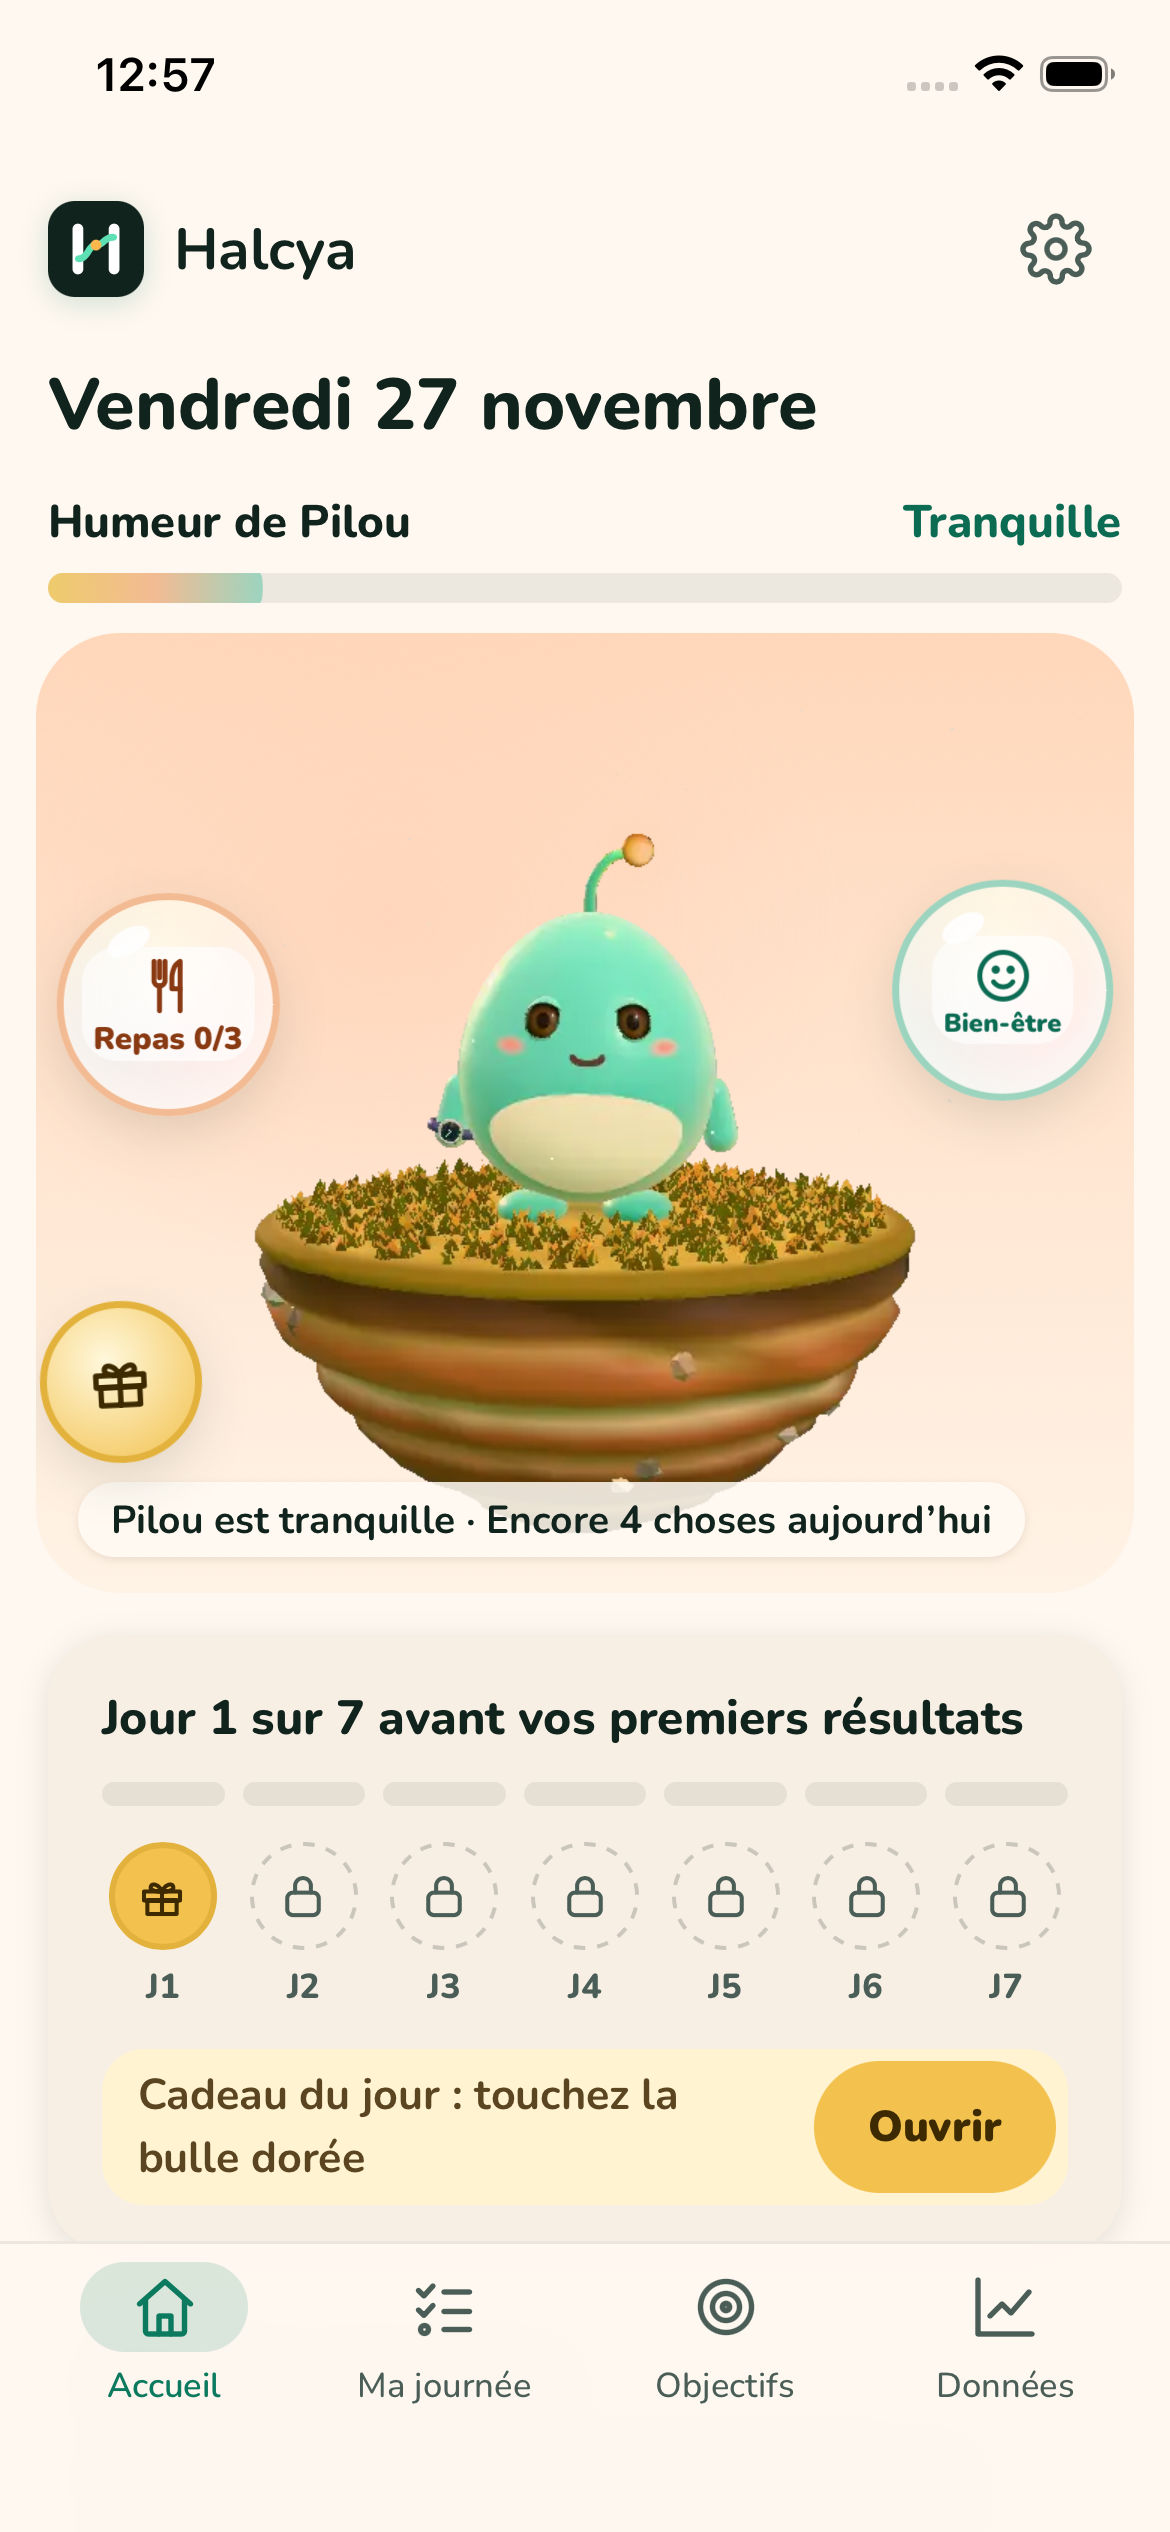 12:57
Halcya
Vendredi 27 novembre
Humeur de Pilou
Tranquille
Repas 0/3
Bien-être
Pilou est tranquille · Encore 4 choses aujourd’hui
Jour 1 sur 7 avant vos premiers résultats
J1 J2 J3 J4 J5 J6 J7
Cadeau du jour : touchez la
bulle dorée
Ouvrir
Accueil Ma journée Objectifs Données